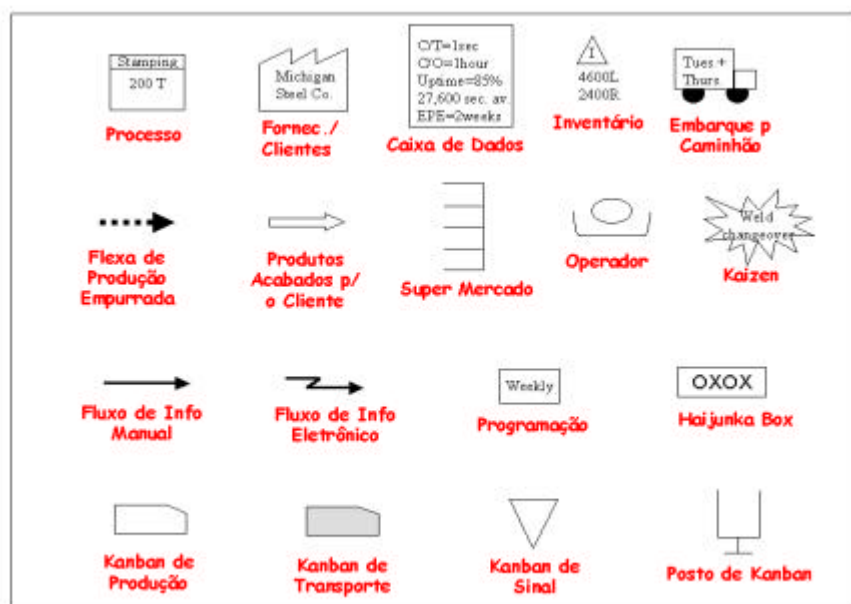 Stamping
200 T
Processo
Michigan
Steel Co.
Fornec./
Clientes
C/T=1sec
C/O=1hour
Uptime=85%
27,600 sec. av.
EPE=2weeks
Caixa de Dados
I
4600L
2400R
Inventário
Tues.+
Thurs.
Embarque p
Caminhão
Flexa de
Produção
Empurrada
Produtos
Acabados p/
o Cliente
Super Mercado
Operador
Weld
changeover
Kaizen
Fluxo de Info
Manual
Fluxo de Info
Eletrônico
Weekly
Programação
OXOX
Haijunka Box
Kanban de
Produção
Kanban de
Transporte
Kanban de
Sinal
Posto de Kanban